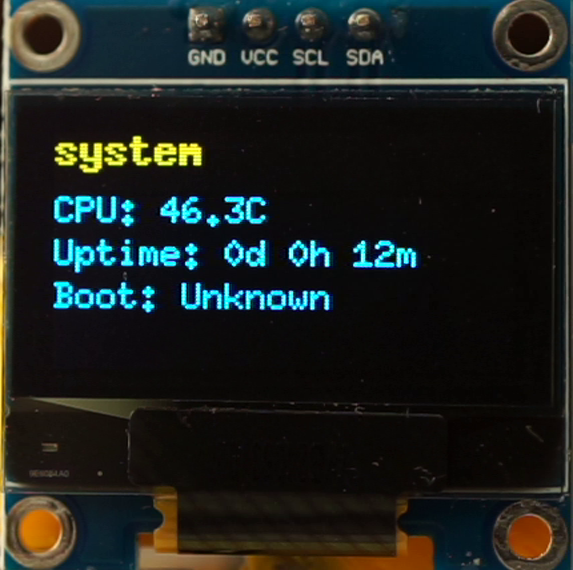 GND VCC SCL SDA
system
CPU: 46.3C
Uptime: 0d 0h 12m
Boot: Unknown